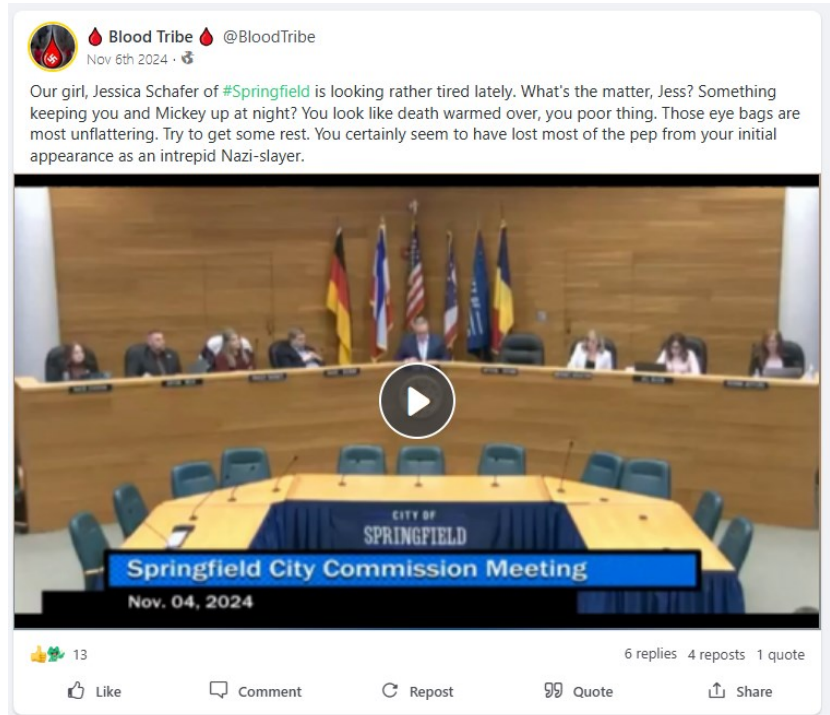 Blood Tribe @BloodTribe
Nov 6th 2024 ·
Our girl, Jessica Schafer of #Springfield is looking rather tired lately. What's the matter, Jess? Something
keeping you and Mickey up at night? You look like death warmed over, you poor thing. Those eye bags are
most unflattering. Try to get some rest. You certainly seem to have lost most of the pep from your initial
appearance as an intrepid Nazi-slayer.
CITY OF
SPRINGFIELD
Springfield City Commission Meeting
Nov. 04, 2024
13
6 replies 4 reposts 1 quote
Like Comment Repost Quote Share